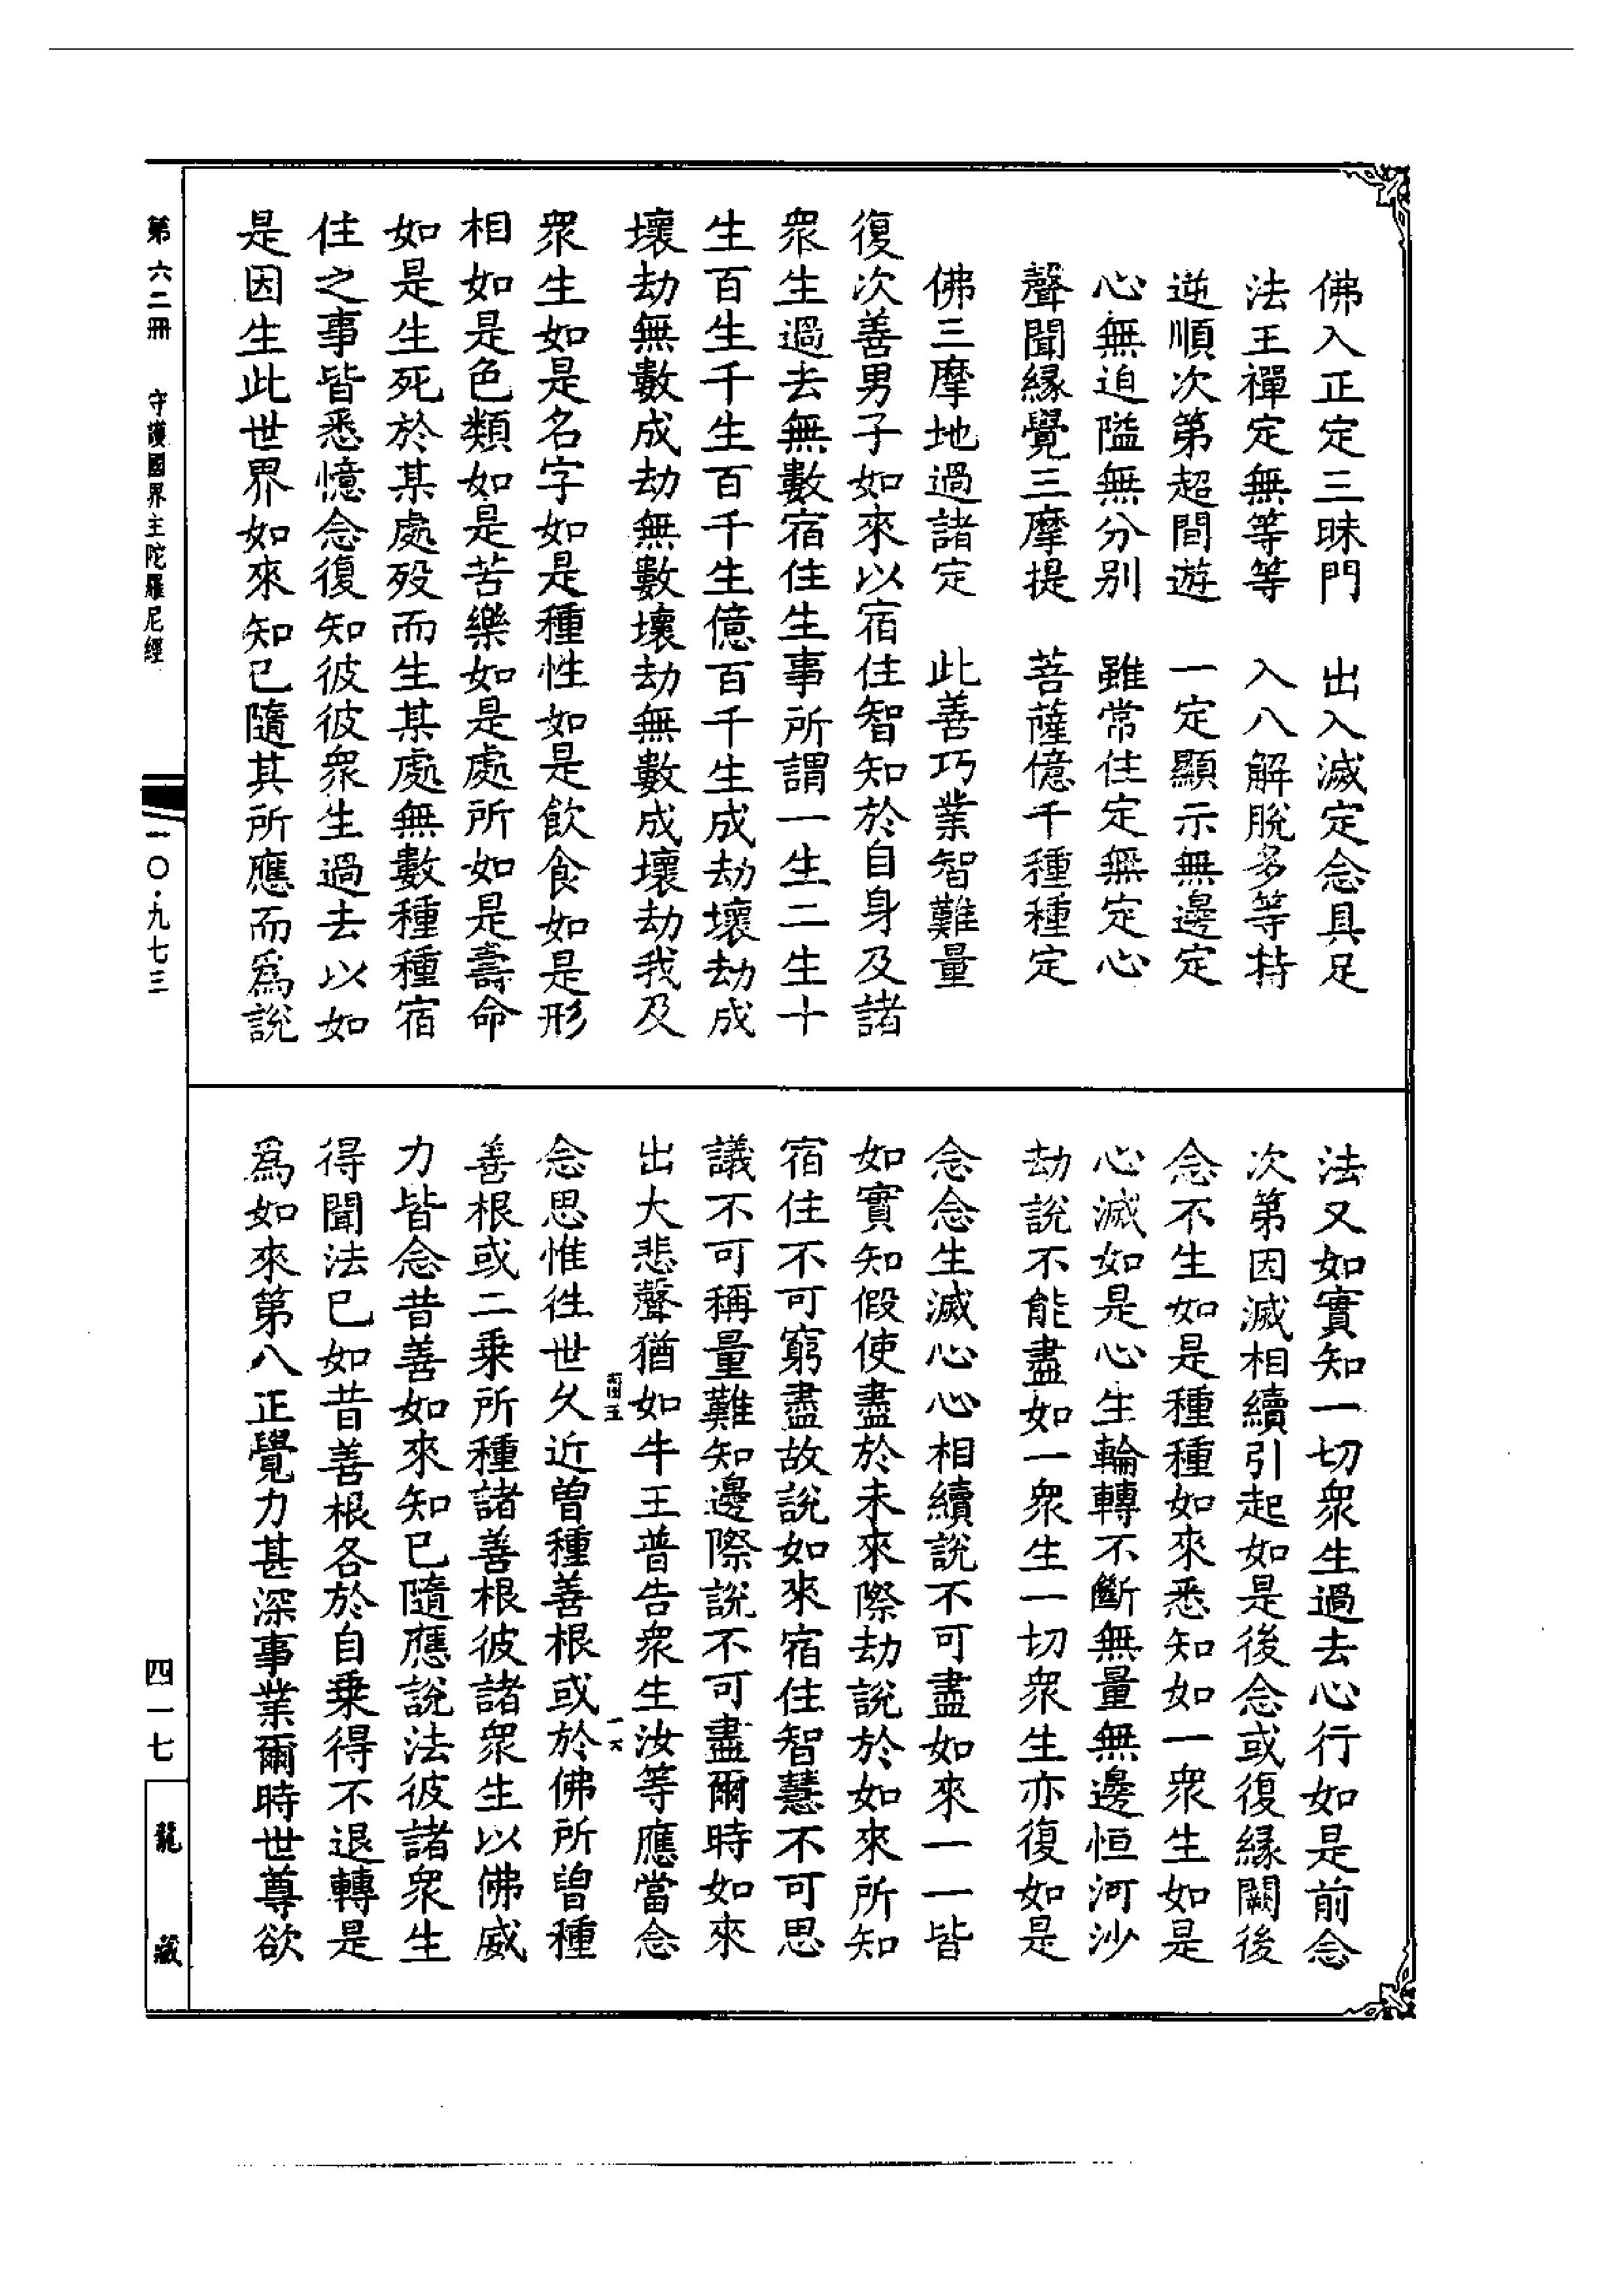 佛入正定三昧門　出入滅定念具足
法王禪定無等等　入八解脫多等持
逆順次第超間遊　一定顯示無邊定
心無迫隘無分別　雖常住定無定心
聲聞緣覺三摩提　菩薩億千種種定
佛三摩地過諸定　此善巧業智難量
復次善男子如來以宿住智知於自身及諸
衆生過去無數宿住生事所謂一生二生十
生百生千生百千生億百千生成劫壞劫成
壞劫無數成劫無數壞劫無數成壞劫我及
衆生如是名字如是種性如是飲食如是形
相如是色類如是苦樂如是處所如是壽命
如是生死於某處歿而生某處無數種種宿
住之事皆悉憶念復知彼彼衆生過去以如
是因生此世界如來知已隨其所應而爲說
法又如實知一切衆生過去心行如是前念
次第因滅相續引起如是後念或復緣闕後
念不生如是種種如來悉知如一衆生如是
心滅如是心生輪轉不斷無量無邊恒河沙
劫說不能盡如一衆生一切衆生亦復如是
念念生滅心心相續說不可盡如來一一皆
如實知假使盡於未來際劫說於如來所知
宿住不可窮盡故說如來宿住智慧不可思
議不可稱量難知邊際說不可盡爾時如來
出大悲聲猶如牛王普告衆生汝等應當念
念思惟往世久近曾種善根或於佛所曾種
善根或二乘所種諸善根彼諸衆生以佛威
力皆念昔善如來知已隨應說法彼諸衆生
得聞法已如昔善根各於自乘得不退轉是
爲如來第八正覺力甚深事業爾時世尊欲
第六二冊　守護國界主陀羅尼經　一〇·九七三
四一七　龍藏